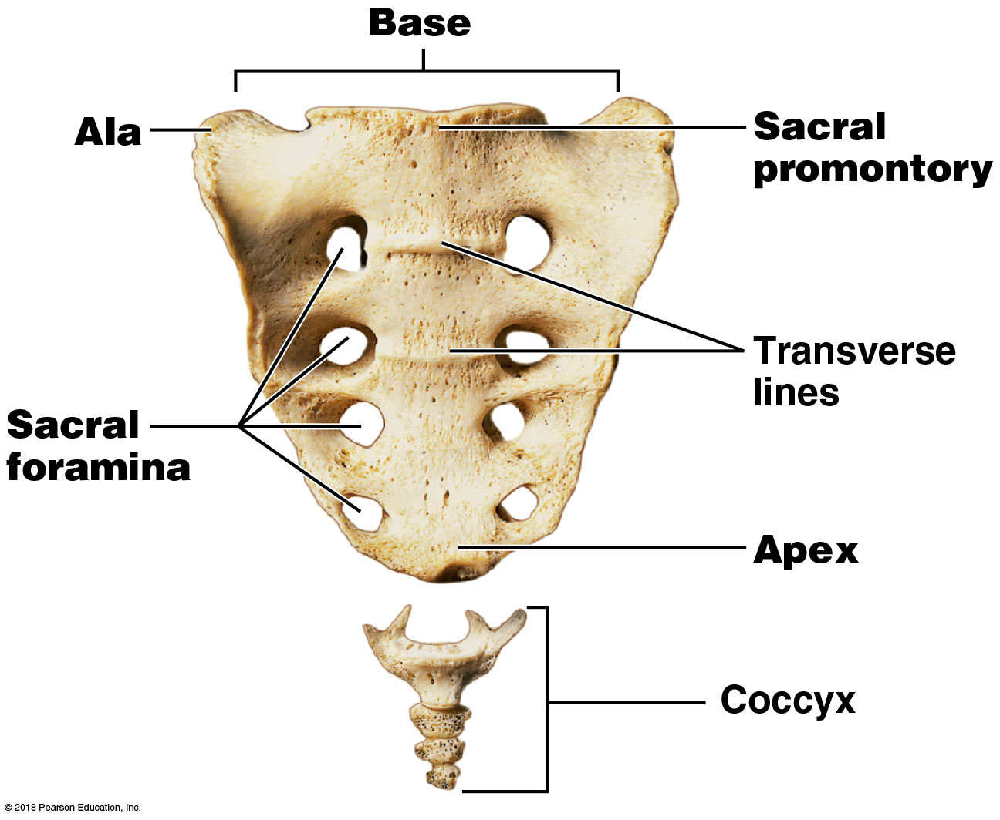 Base
Ala
Sacral
promontory
Transverse
lines
Sacral
foramina
Apex
Coccyx
© 2018 Pearson Education, Inc.